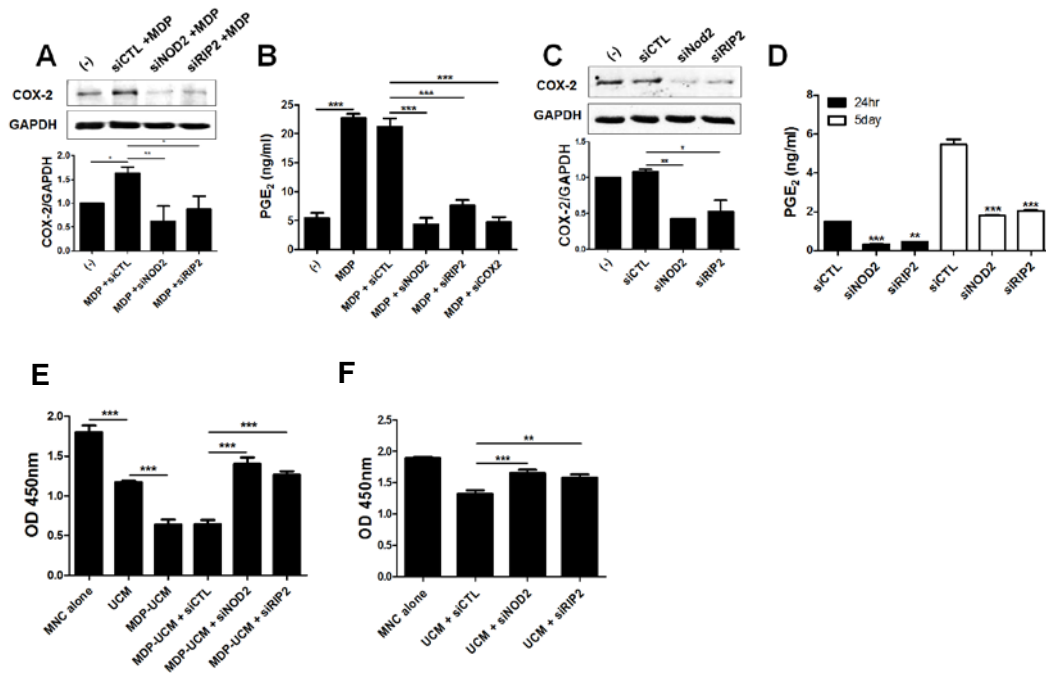 A
(-)
siCTL +MDP
siNOD2 +MDP
siRIP2 +MDP
COX-2
GAPDH
COX-2/GAPDH
2.0
1.5
1.0
0.5
0.0
*
**
*
(-)
MDP +siCTL
MDP +siNOD2
MDP +siRIP2
B
PGE2 (ng/ml)
25
20
15
10
5
0
***
***
***
***
(-)
MDP
MDP + siCTL
MDP + siNOD2
MDP + siRIP2
MDP + siCOX2
C
(-)
siCTL
siNod2
siRIP2
COX-2
GAPDH
COX-2/GAPDH
1.5
1.0
0.5
0.0
*
**
(-)
siCTL
siNOD2
siRIP2
D
24hr
5day
PGE2 (ng/ml)
8
6
4
2
0
***
**
***
***
siCTL
siNOD2
siRIP2
siCTL
siNOD2
siRIP2
E
OD 450nm
2.0
1.5
1.0
0.5
0.0
***
***
***
***
MNC alone
UCM
MDP-UCM
MDP-UCM + siCTL
MDP-UCM + siNOD2
MDP-UCM + siRIP2
F
OD 450nm
2.5
2.0
1.5
1.0
0.5
0.0
**
***
MNC alone
UCM + siCTL
UCM + siNOD2
UCM + siRIP2